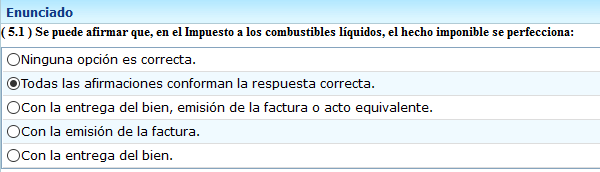 Enunciado
( 5.1 ) Se puede afirmar que, en el Impuesto a los combustibles líquidos, el hecho imponible se perfecciona:
Ninguna opción es correcta.
Todas las afirmaciones conforman la respuesta correcta.
Con la entrega del bien, emisión de la factura o acto equivalente.
Con la emisión de la factura.
Con la entrega del bien.